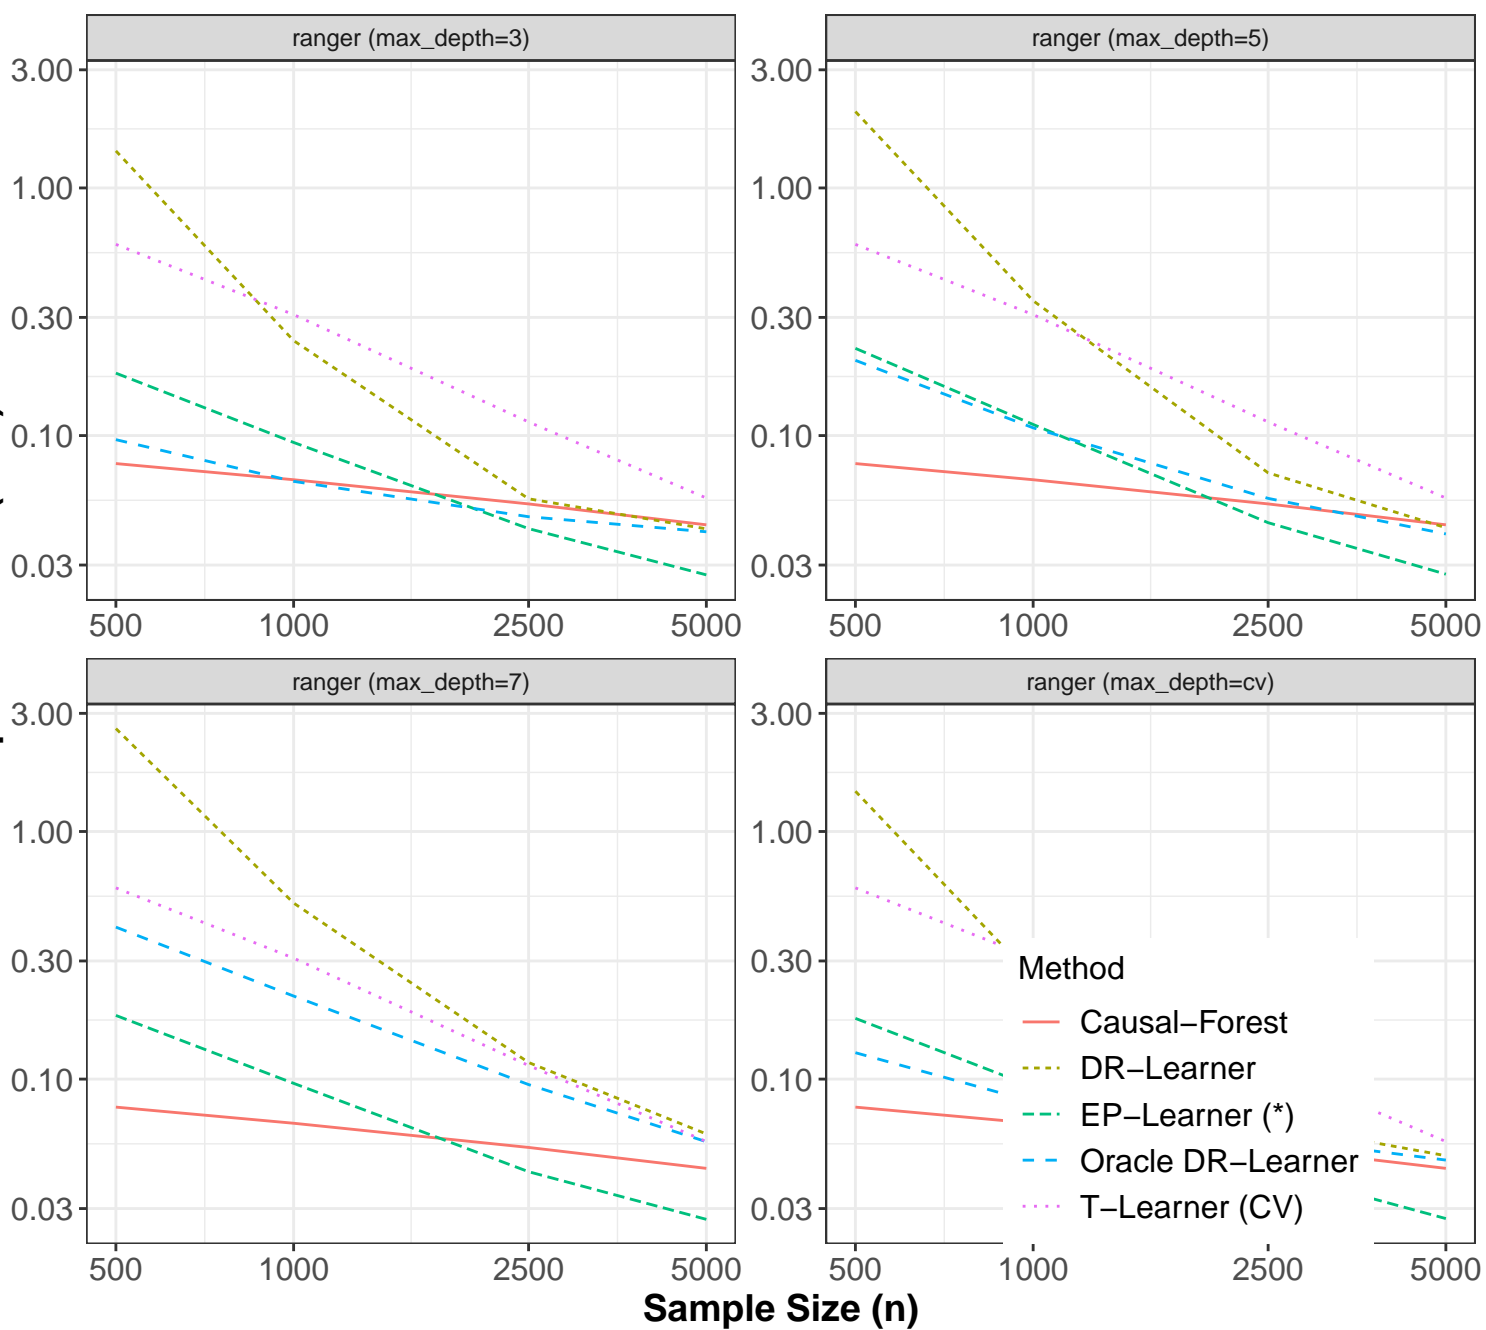 ranger (max_depth=3)
ranger (max_depth=5)
3.00
1.00
0.30
0.10
0.03
3.00
1.00
0.30
0.10
0.03
500 1000 2500 5000
500 1000 2500 5000
ranger (max_depth=7)
ranger (max_depth=cv)
3.00
1.00
0.30
0.10
0.03
3.00
1.00
0.30
0.10
0.03
Method
Causal−Forest
DR−Learner
EP−Learner (*)
Oracle DR−Learner
T−Learner (CV)
500 1000 2500 5000
500 1000 2500 5000
Sample Size (n)